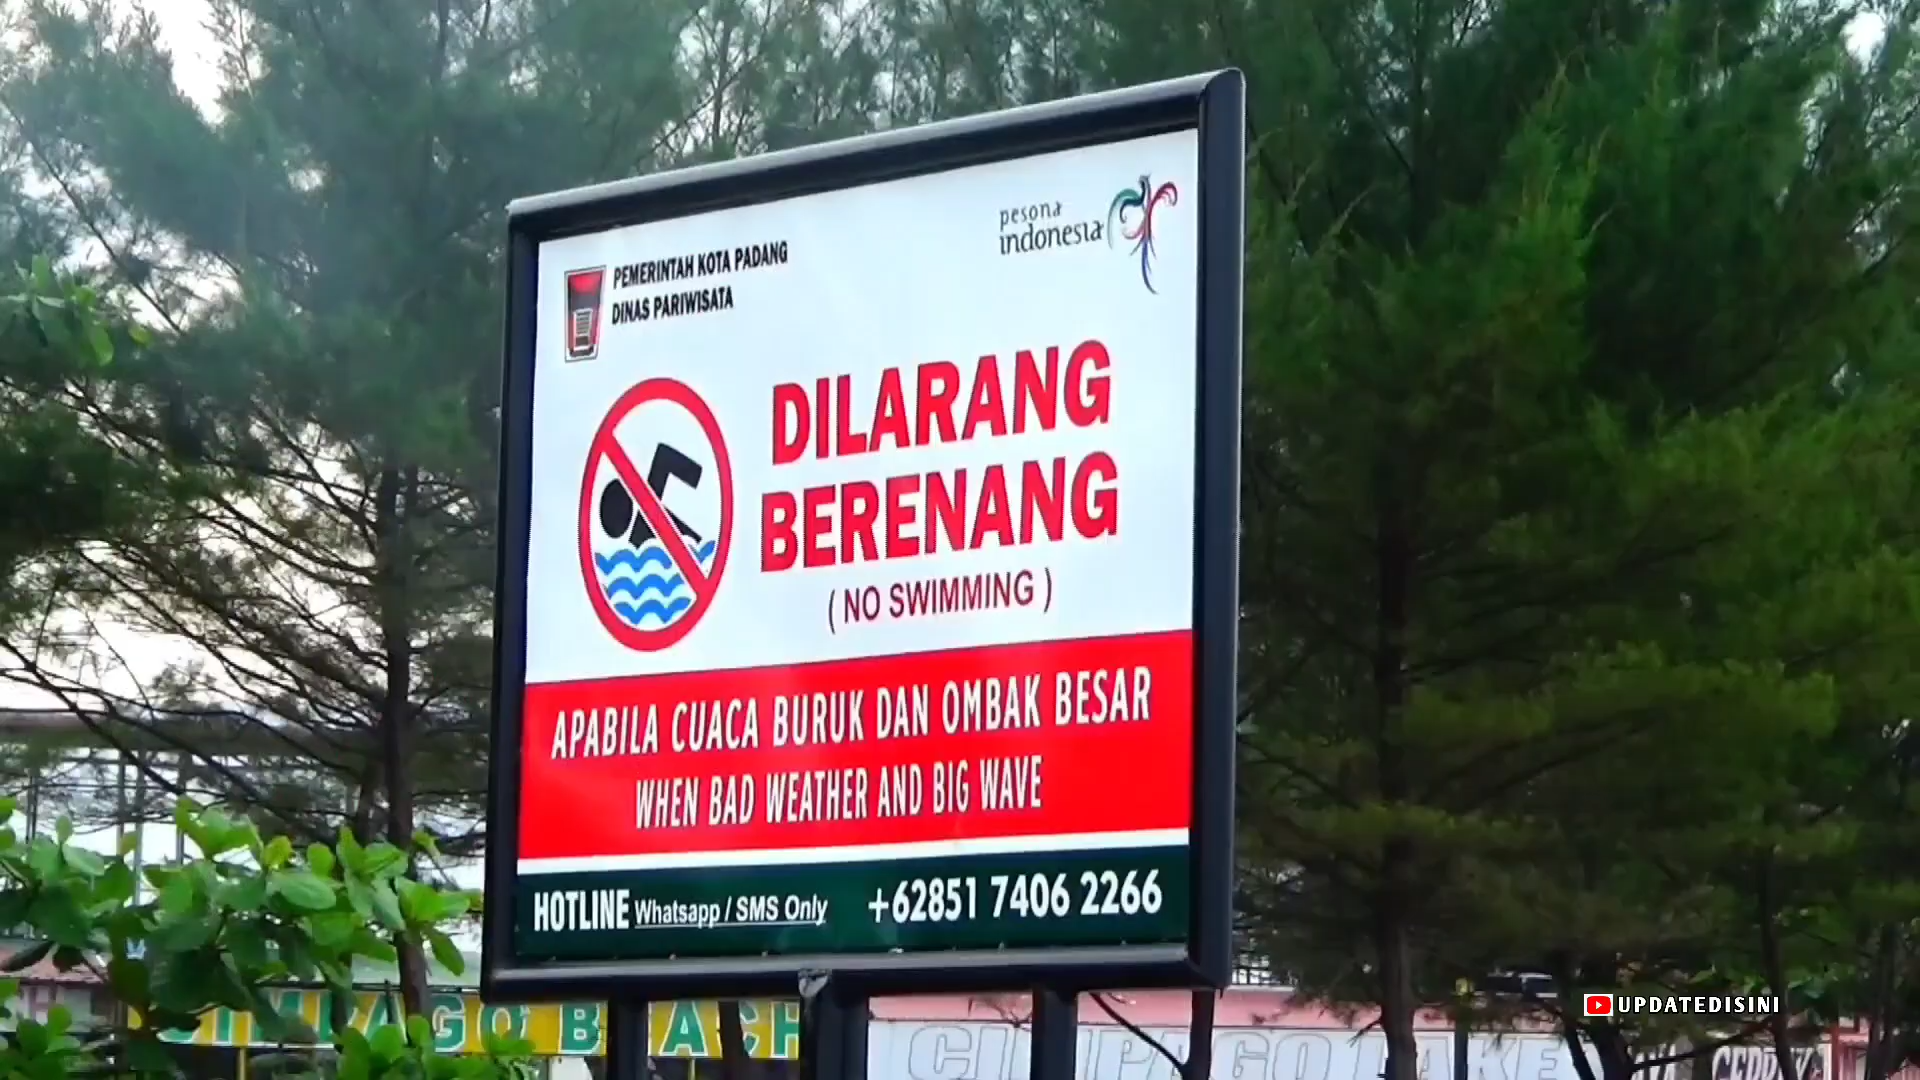 PEMERINTAH KOTA PADANG
DINAS PARIWISATA
pesona
indonesia
DILARANG
BERENANG
( NO SWIMMING )
APABILA CUACA BURUK DAN OMBAK BESAR
WHEN BAD WEATHER AND BIG WAVE
HOTLINE Whatsapp / SMS Only +62851 7406 2266
BEACH
UPDATEDISINI